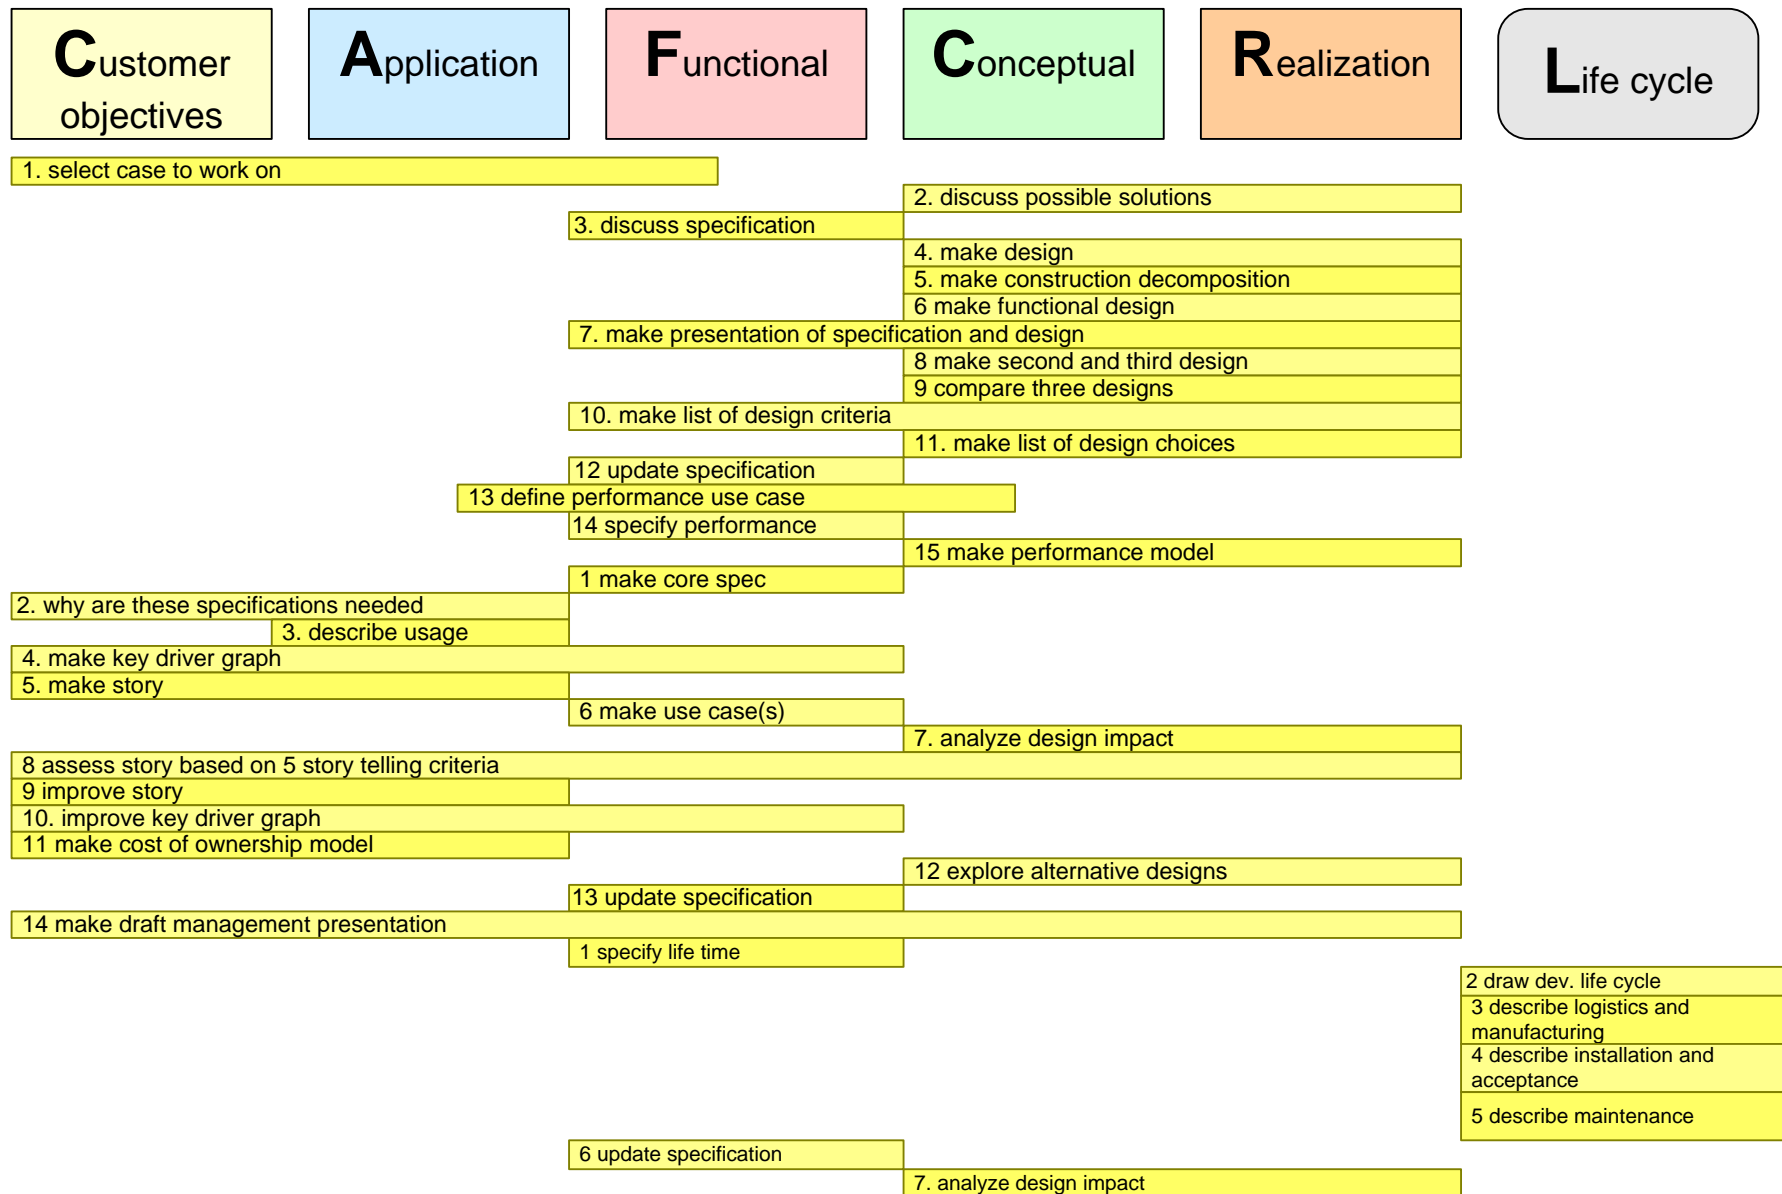 Customer
objectives
Application
Functional
Conceptual
Realization
Life cycle
1. select case to work on
2. discuss possible solutions
3. discuss specification
4. make design
5. make construction decomposition
6 make functional design
7. make presentation of specification and design
8 make second and third design
9 compare three designs
10. make list of design criteria
11. make list of design choices
12 update specification
13 define performance use case
14 specify performance
15 make performance model
1 make core spec
2. why are these specifications needed
3. describe usage
4. make key driver graph
5. make story
6 make use case(s)
7. analyze design impact
8 assess story based on 5 story telling criteria
9 improve story
10. improve key driver graph
11 make cost of ownership model
12 explore alternative designs
13 update specification
14 make draft management presentation
1 specify life time
2 draw dev. life cycle
3 describe logistics and
manufacturing
4 describe installation and
acceptance
5 describe maintenance
6 update specification
7. analyze design impact